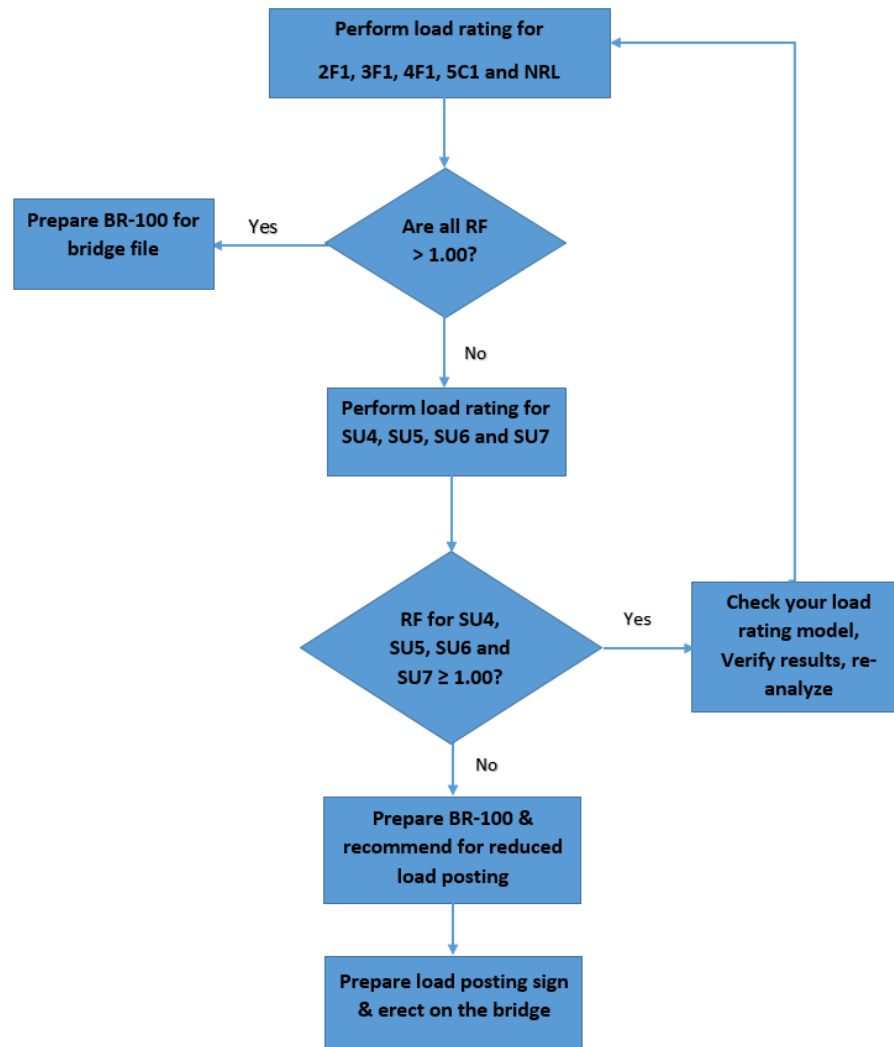 Perform load rating for
2F1, 3F1, 4F1, 5C1 and NRL
Are all RF
> 1.00?
Yes
Prepare BR-100 for
bridge file
No
Perform load rating for
SU4, SU5, SU6 and SU7
RF for SU4,
SU5, SU6 and
SU7 ≥ 1.00?
Yes
Check your load
rating model,
Verify results, re-
analyze
No
Prepare BR-100 &
recommend for reduced
load posting
Prepare load posting sign
& erect on the bridge